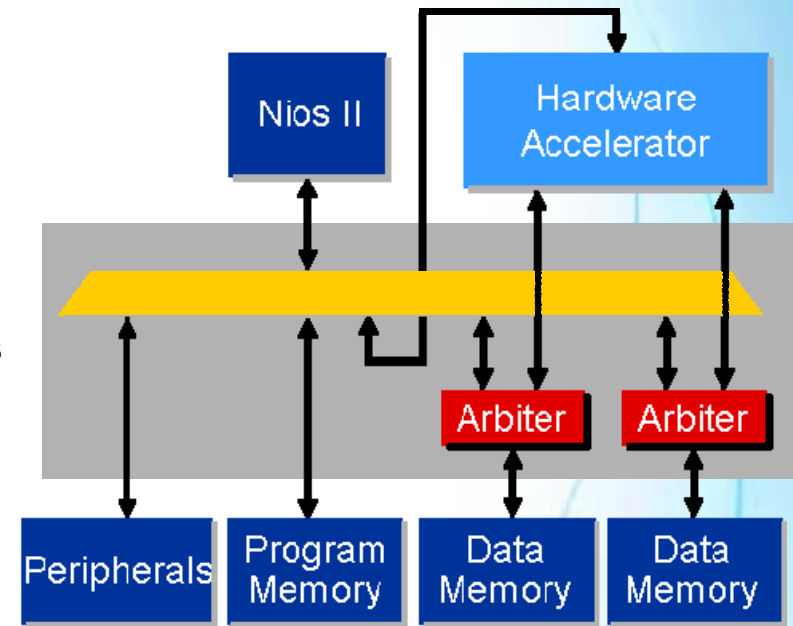 Nios II
Hardware
Accelerator
s
Arbiter
Arbiter
Peripherals
Program
Memory
Data
Memory
Data
Memory